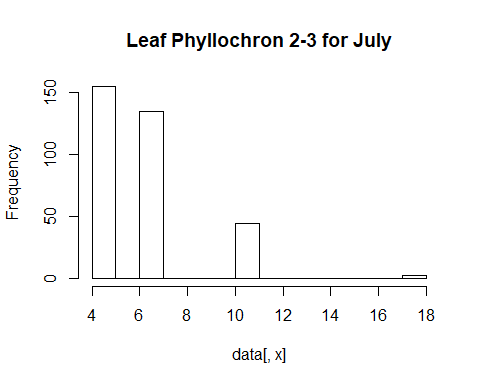 Leaf Phyllochron 2-3 for July
Frequency
150
100
50
0
4 6 8 10 12 14 16 18
data[, x]